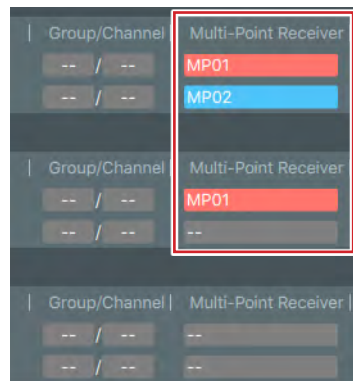 | Group/Channel | Multi-Point Receiver
-- / -- MP01
-- / -- MP02
| Group/Channel | Multi-Point Receiver
-- / -- MP01
-- / -- --
| Group/Channel | Multi-Point Receiver |
-- / -- --
-- / -- --